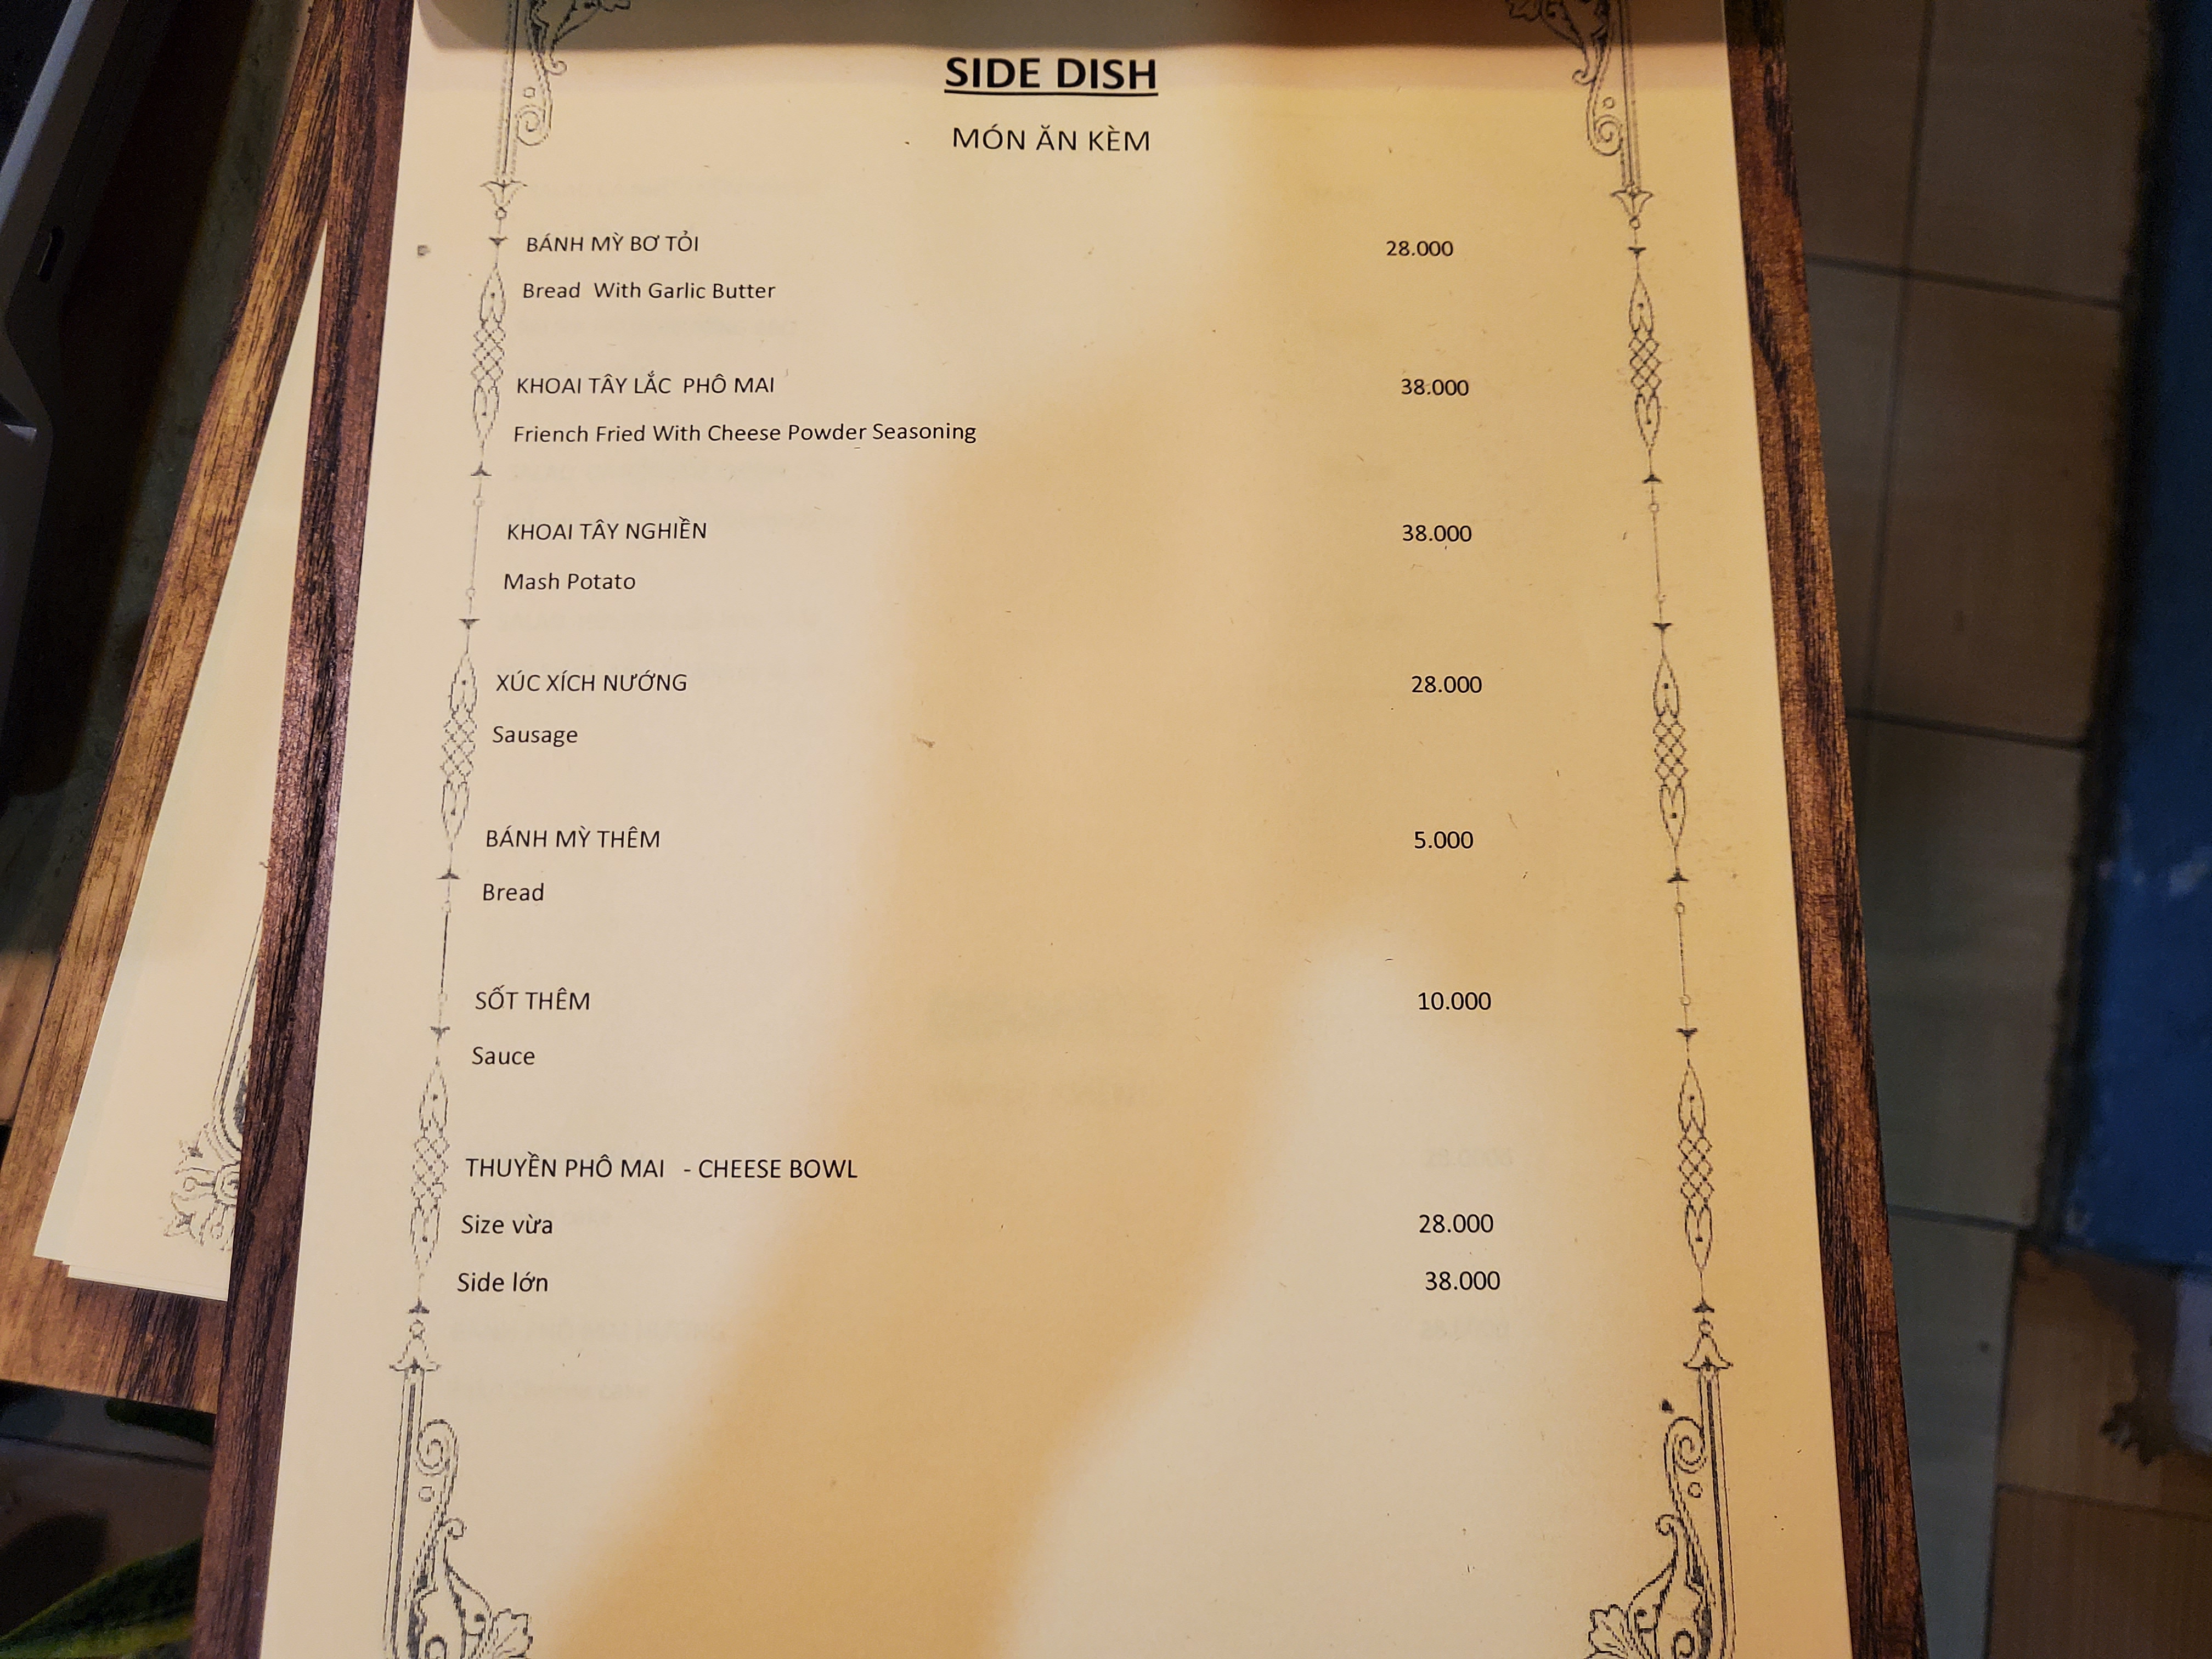 SIDE DISH
MÓN ĂN KÈM
BÁNH MỲ BƠ TỎI 28.000
Bread With Garlic Butter
KHOAI TÂY LẮC PHÔ MAI 38.000
Friench Fried With Cheese Powder Seasoning
KHOAI TÂY NGHIỀN 38.000
Mash Potato
XÚC XÍCH NƯỚNG 28.000
Sausage
BÁNH MỲ THÊM 5.000
Bread
SỐT THÊM 10.000
Sauce
THUYỀN PHÔ MAI - CHEESE BOWL
Size vừa 28.000
Side lớn 38.000